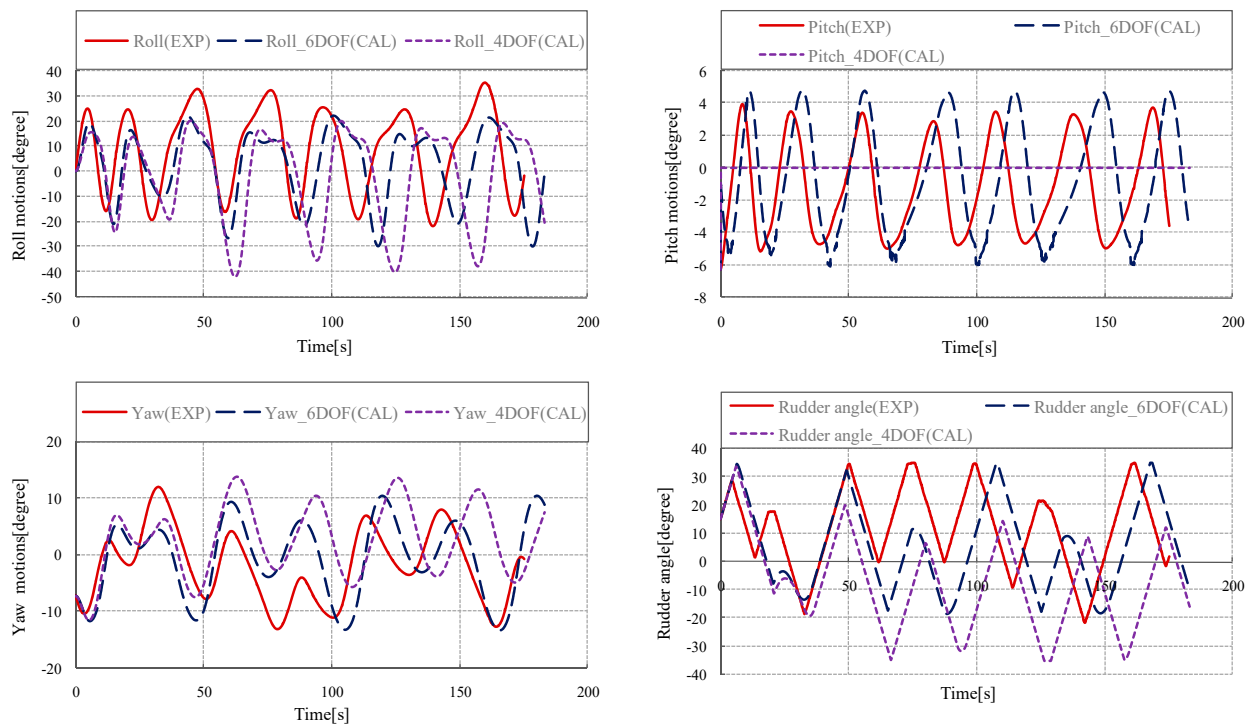 Roll(EXP) Roll_6DOF(CAL) Roll_4DOF(CAL)
40
30
20
10
0
-10
-20
-30
-40
-50
Roll motions[degree]
0 50 100 150 200
Time[s]
Pitch(EXP) Pitch_6DOF(CAL)
Pitch_4DOF(CAL)
6
4
2
0
-2
-4
-6
-8
Pitch motions[degree]
0 50 100 150 200
Time[s]
Yaw(EXP) Yaw_6DOF(CAL) Yaw_4DOF(CAL)
20
10
0
-10
-20
Yaw motions[degree]
0 50 100 150 200
Time[s]
Rudder angle(EXP) Rudder angle_6DOF(CAL)
Rudder angle_4DOF(CAL)
40
30
20
10
0
-10
-20
-30
-40
Rudder angle[degree]
0 50 100 150 200
Time[s]